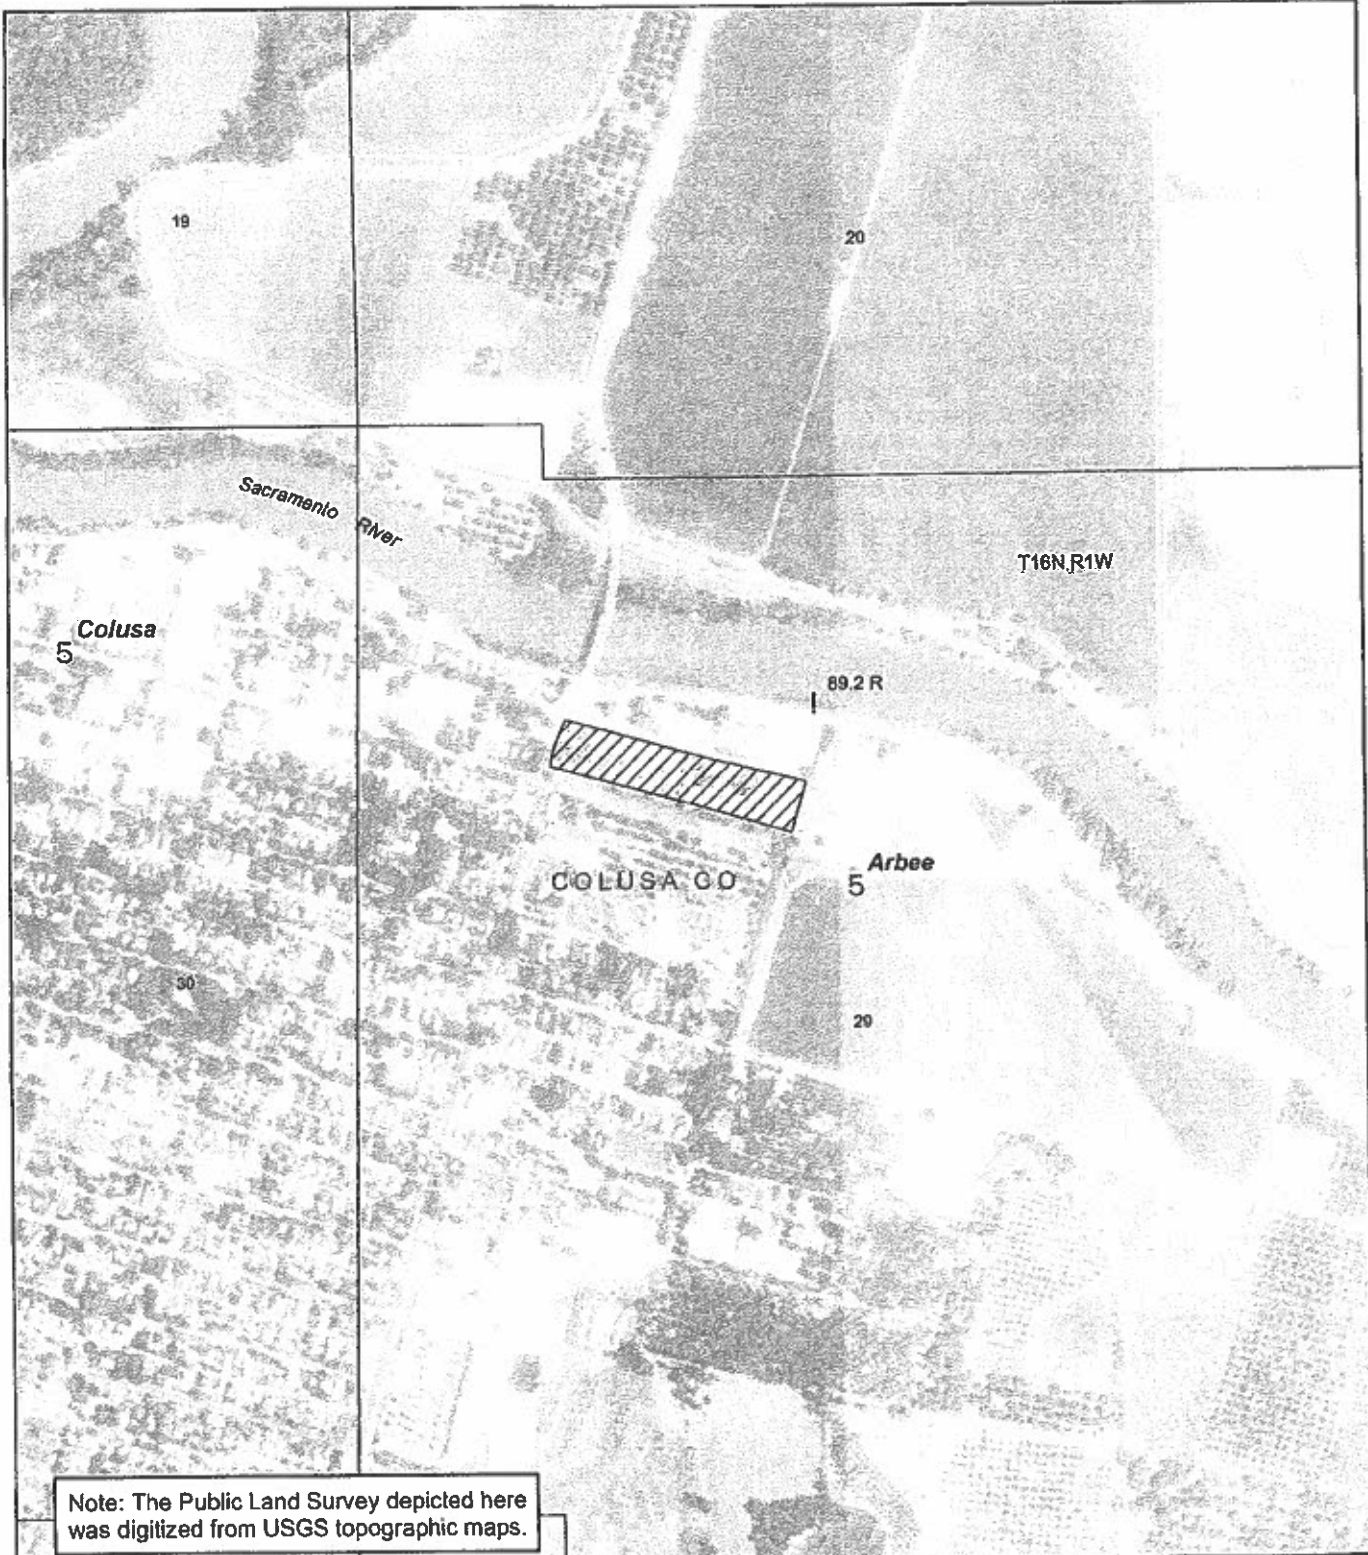 19
20
Sacramento River
T16N,R1W
Colusa
5
89.2 R
Arbee
5
COLUSA CO
30
29
Note: The Public Land Survey depicted here
was digitized from USGS topographic maps.